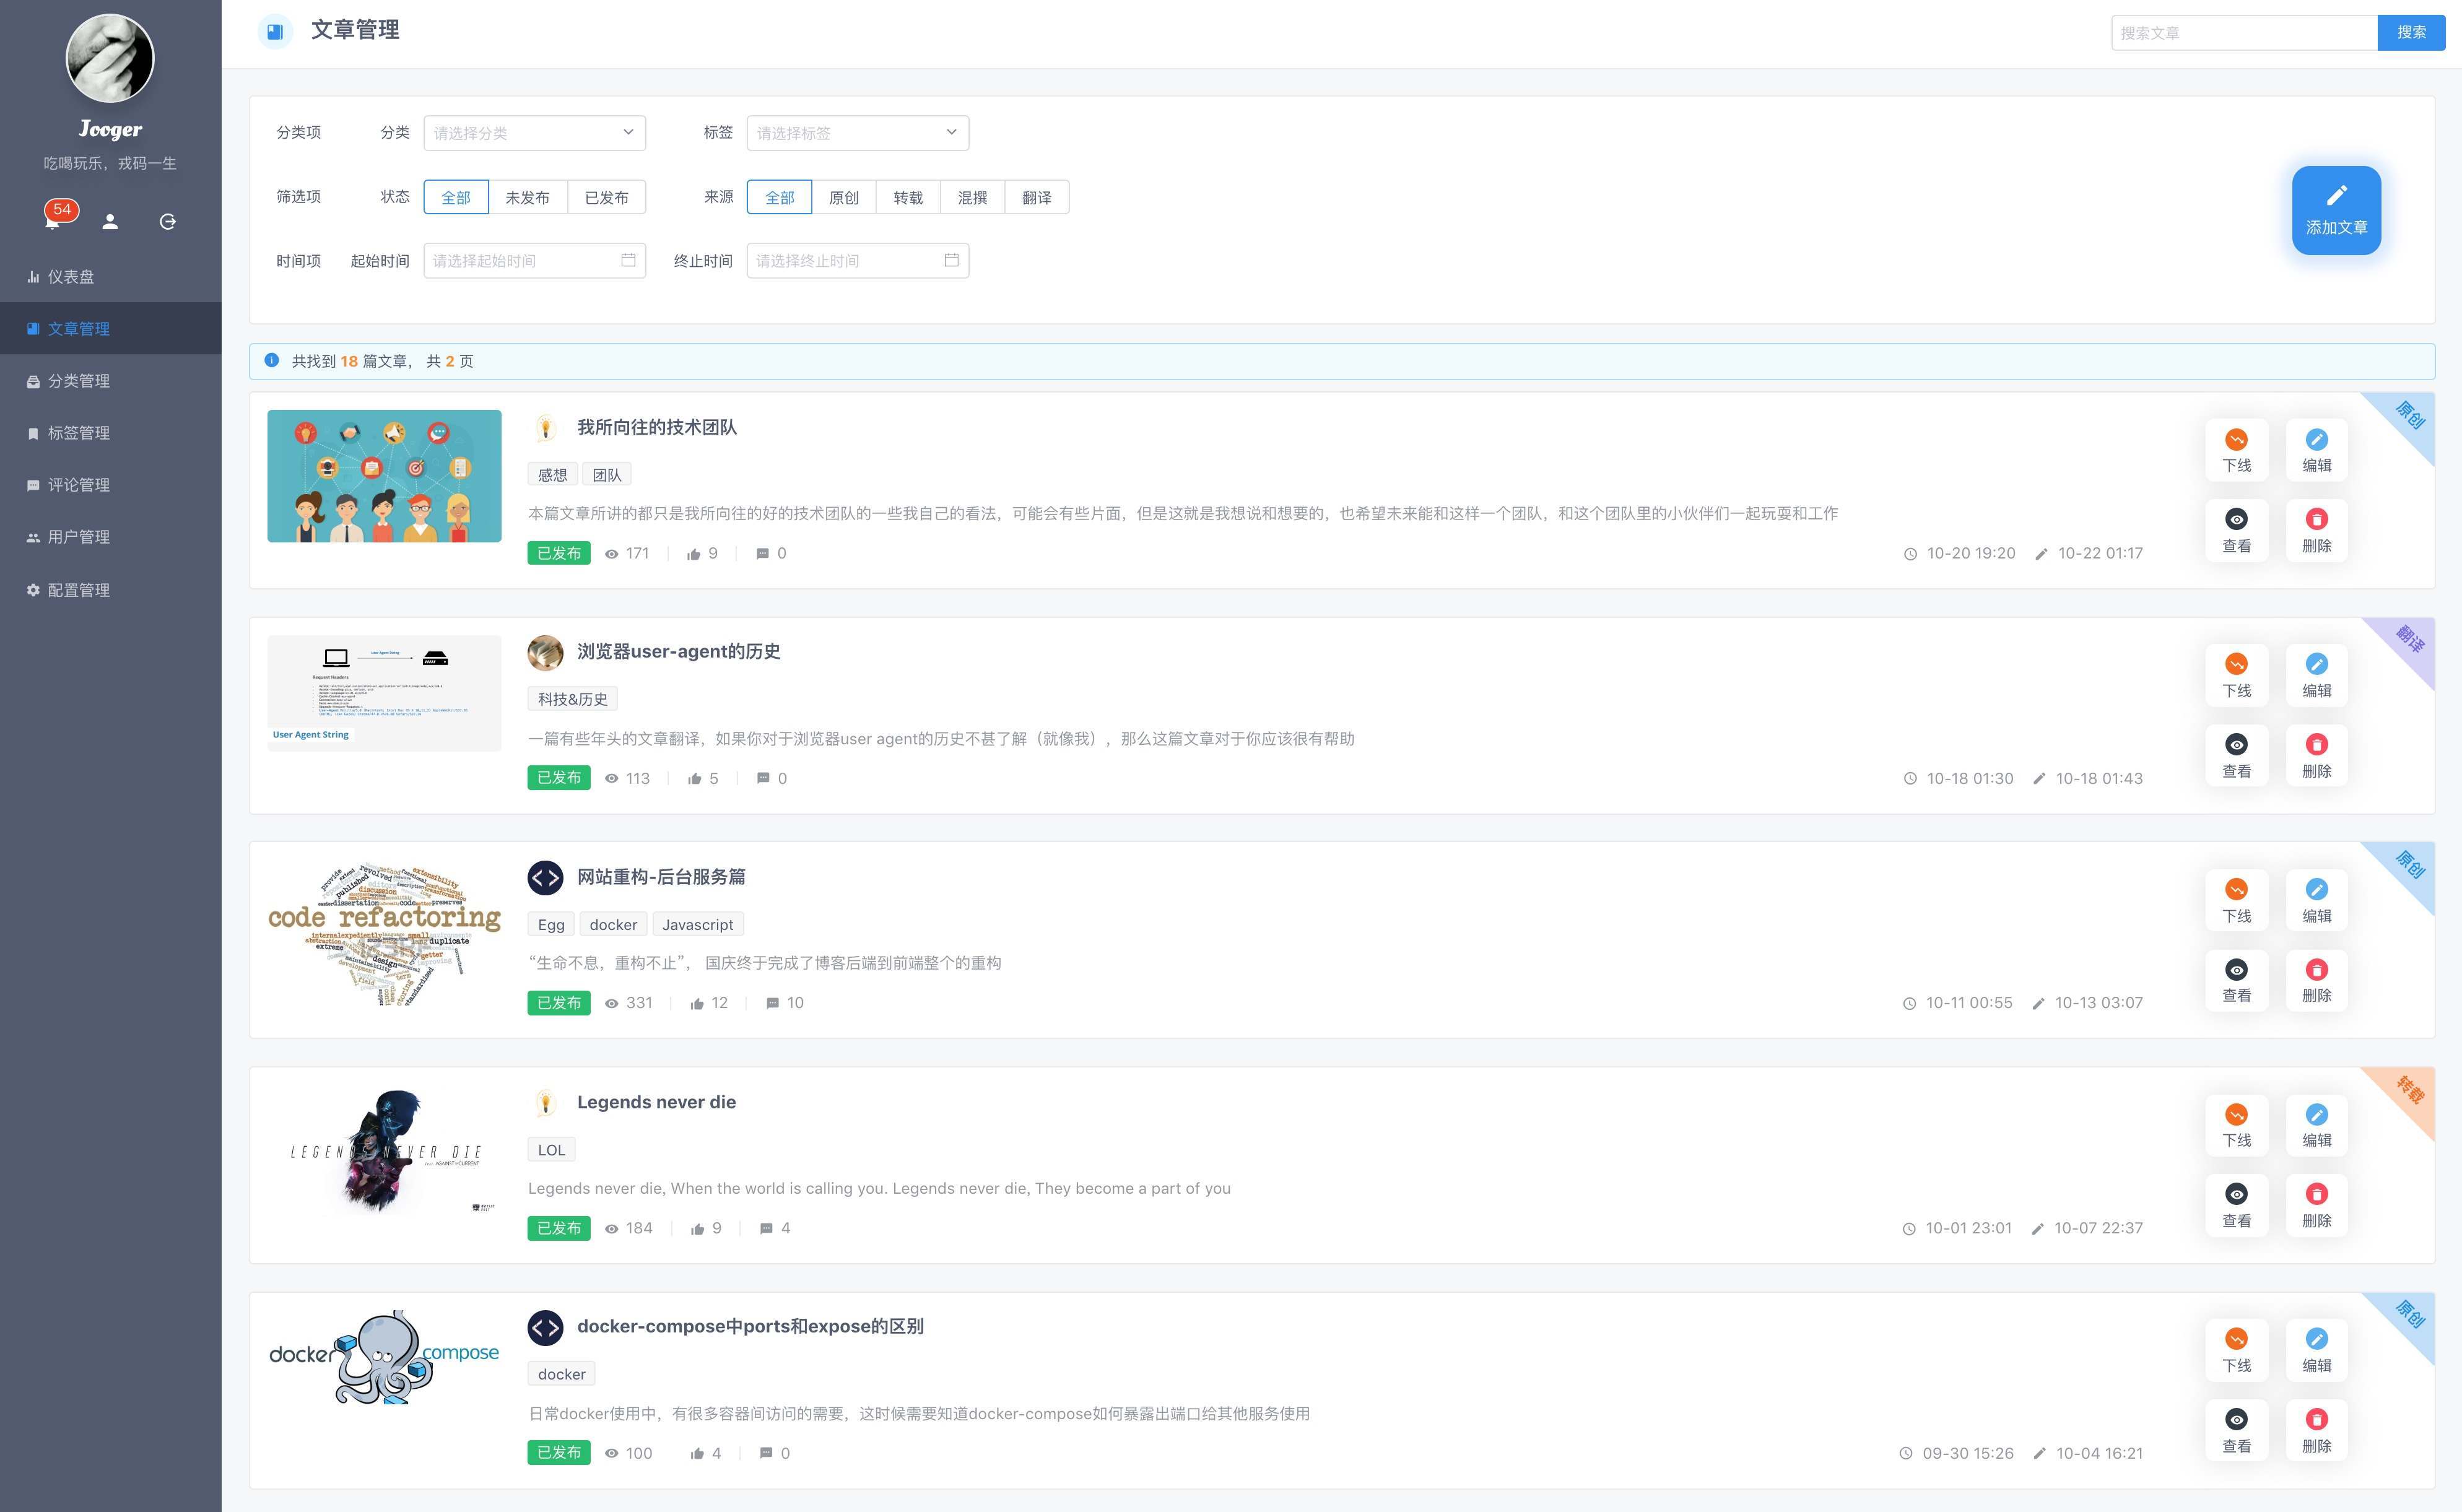 Jooger
吃喝玩乐，戎码一生
54
仪表盘
文章管理
分类管理
标签管理
评论管理
用户管理
配置管理
文章管理
搜索文章
搜索
分类项 分类 请选择分类 标签 请选择标签
筛选项 状态 全部 未发布 已发布 来源 全部 原创 转载 混撰 翻译
时间项 起始时间 请选择起始时间 终止时间 请选择终止时间
添加文章
共找到 18 篇文章， 共 2 页
我所向往的技术团队
感想 团队
本篇文章所讲的都只是我所向往的好的技术团队的一些我自己的看法，可能会有些片面，但是这就是我想说和想要的，也希望未来能和这样一个团队，和这个团队里的小伙伴们一起玩耍和工作
已发布 171 9 0 10-20 19:20 10-22 01:17
下线 编辑
查看 删除
原创
User Agent String
Request Headers
User Agent String
浏览器user-agent的历史
科技&历史
一篇有些年头的文章翻译，如果你对于浏览器user agent的历史不甚了解（就像我），那么这篇文章对于你应该很有帮助
已发布 113 5 0 10-18 01:30 10-18 01:43
下线 编辑
查看 删除
翻译
code refactoring
网站重构-后台服务篇
Egg docker Javascript
“生命不息，重构不止”， 国庆终于完成了博客后端到前端整个的重构
已发布 331 12 10 10-11 00:55 10-13 03:07
下线 编辑
查看 删除
原创
LEGENDS NEVER DIE
Legends never die
LOL
Legends never die, When the world is calling you. Legends never die, They become a part of you
已发布 184 9 4 10-01 23:01 10-07 22:37
下线 编辑
查看 删除
转载
docker compose
docker-compose中ports和expose的区别
docker
日常docker使用中，有很多容器间访问的需要，这时候需要知道docker-compose如何暴露出端口给其他服务使用
已发布 100 4 0 09-30 15:26 10-04 16:21
下线 编辑
查看 删除
原创